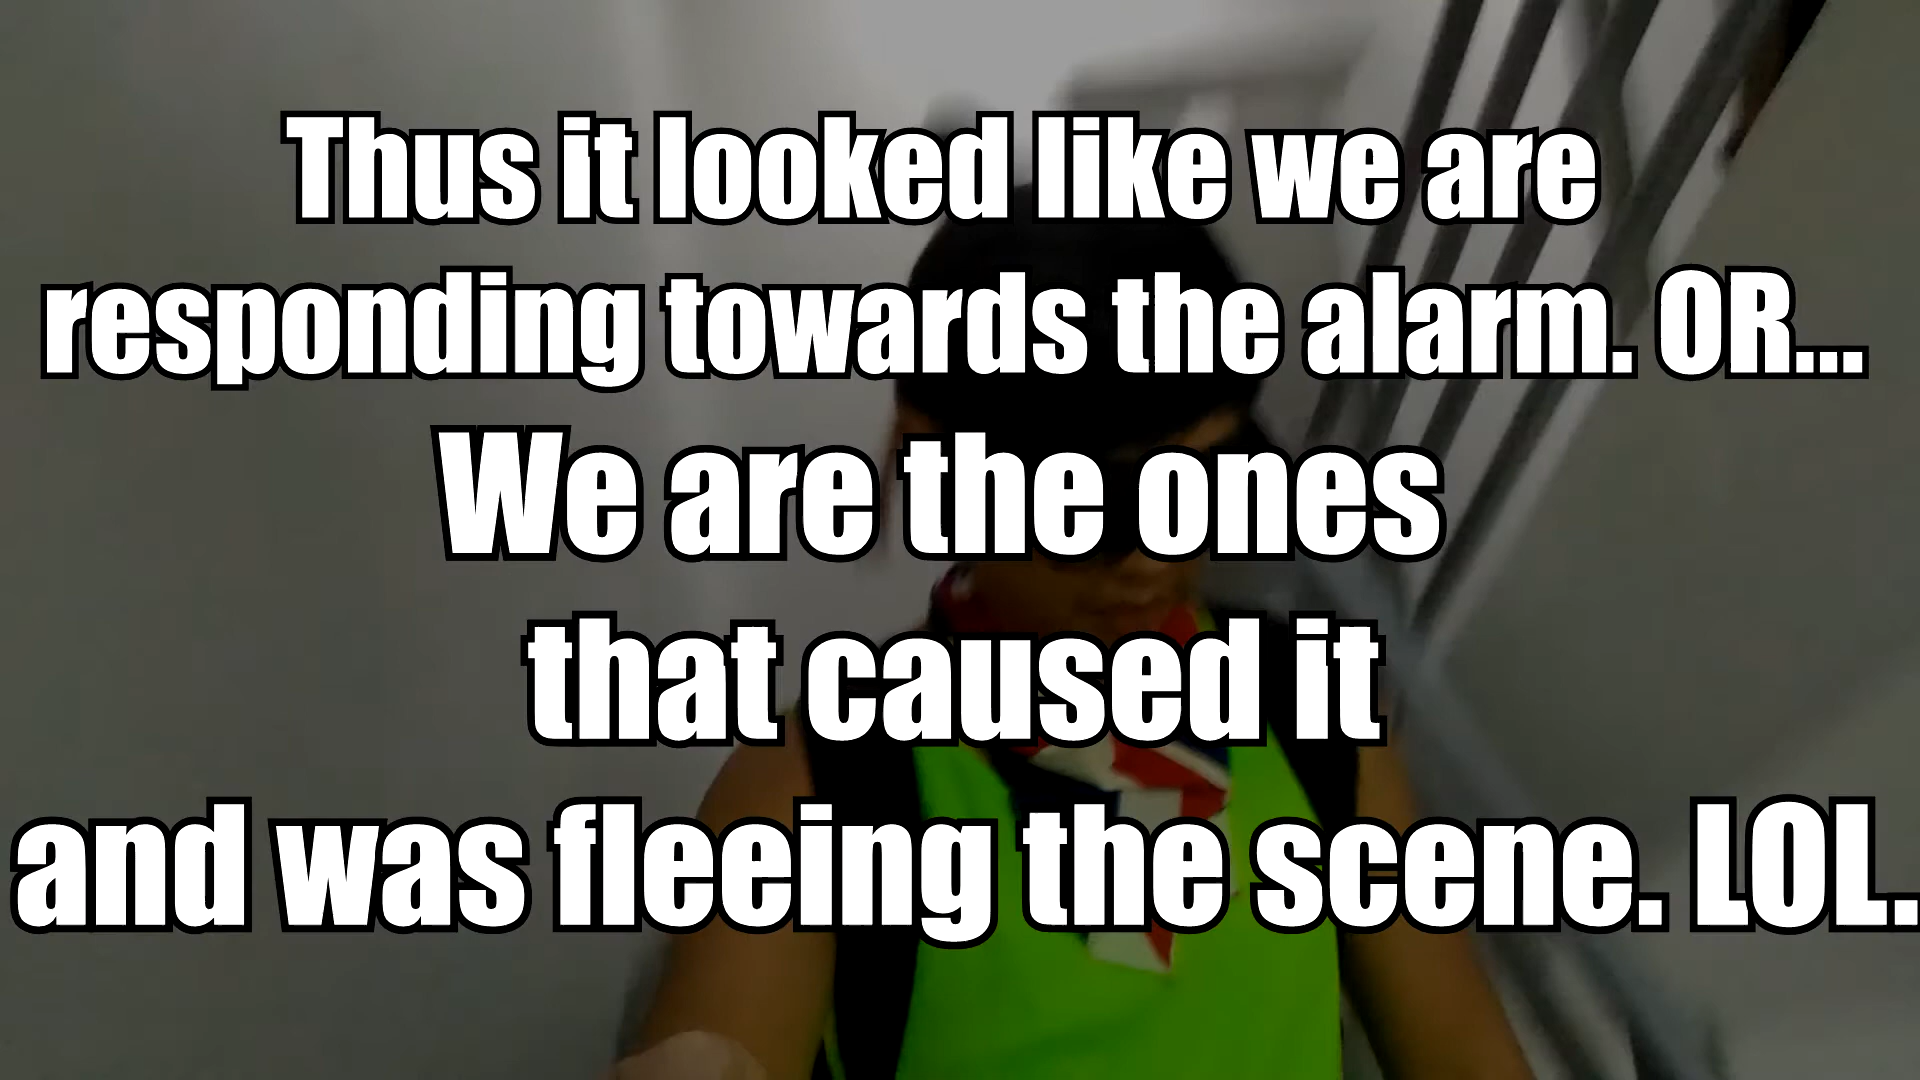 Thus it looked like we are
responding towards the alarm. OR...
We are the ones
that caused it
and was fleeing the scene. LOL.